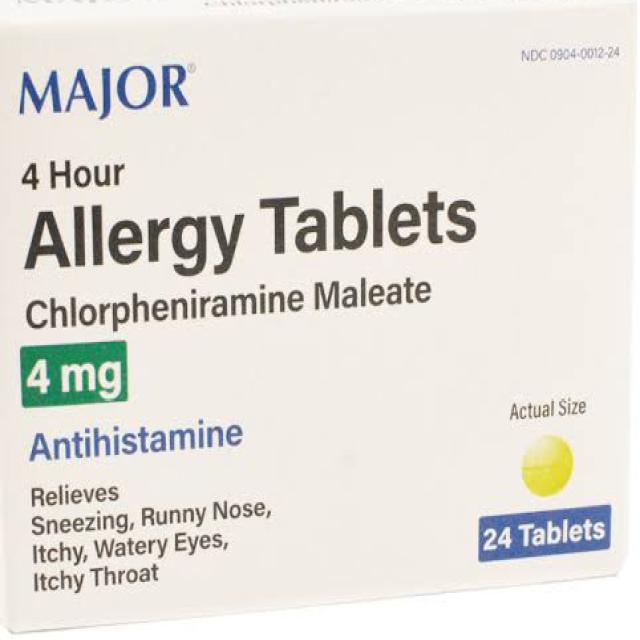 Chlorpheniramine
NDC 0904-0012-24
MAJOR®
4 Hour
Allergy Tablets
Chlorpheniramine Maleate
4 mg
Antihistamine
Relieves
Sneezing, Runny Nose,
Itchy, Watery Eyes,
Itchy Throat
Actual Size
24 Tablets